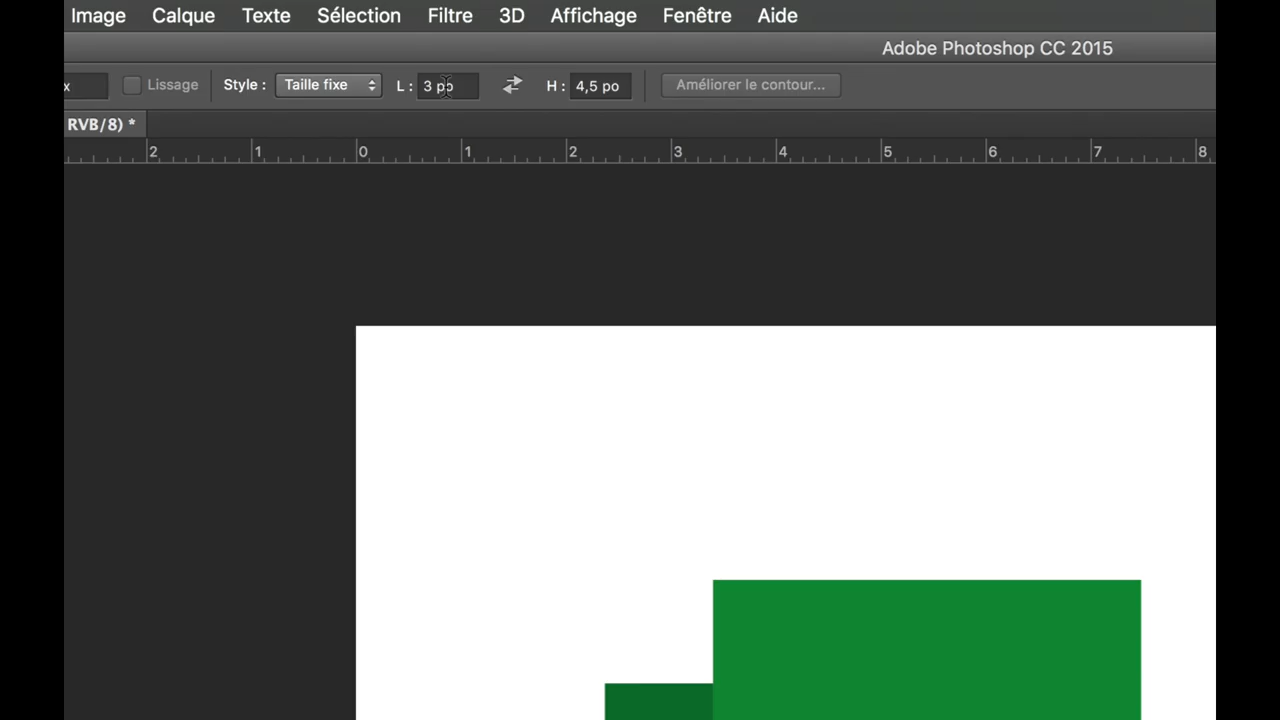 Image Calque Texte Sélection Filtre 3D Affichage Fenêtre Aide
Adobe Photoshop CC 2015
x Lissage Style : Taille fixe L : 3 po H : 4,5 po Améliorer le contour...
RVB/8) *
2 1 0 1 2 3 4 5 6 7 8